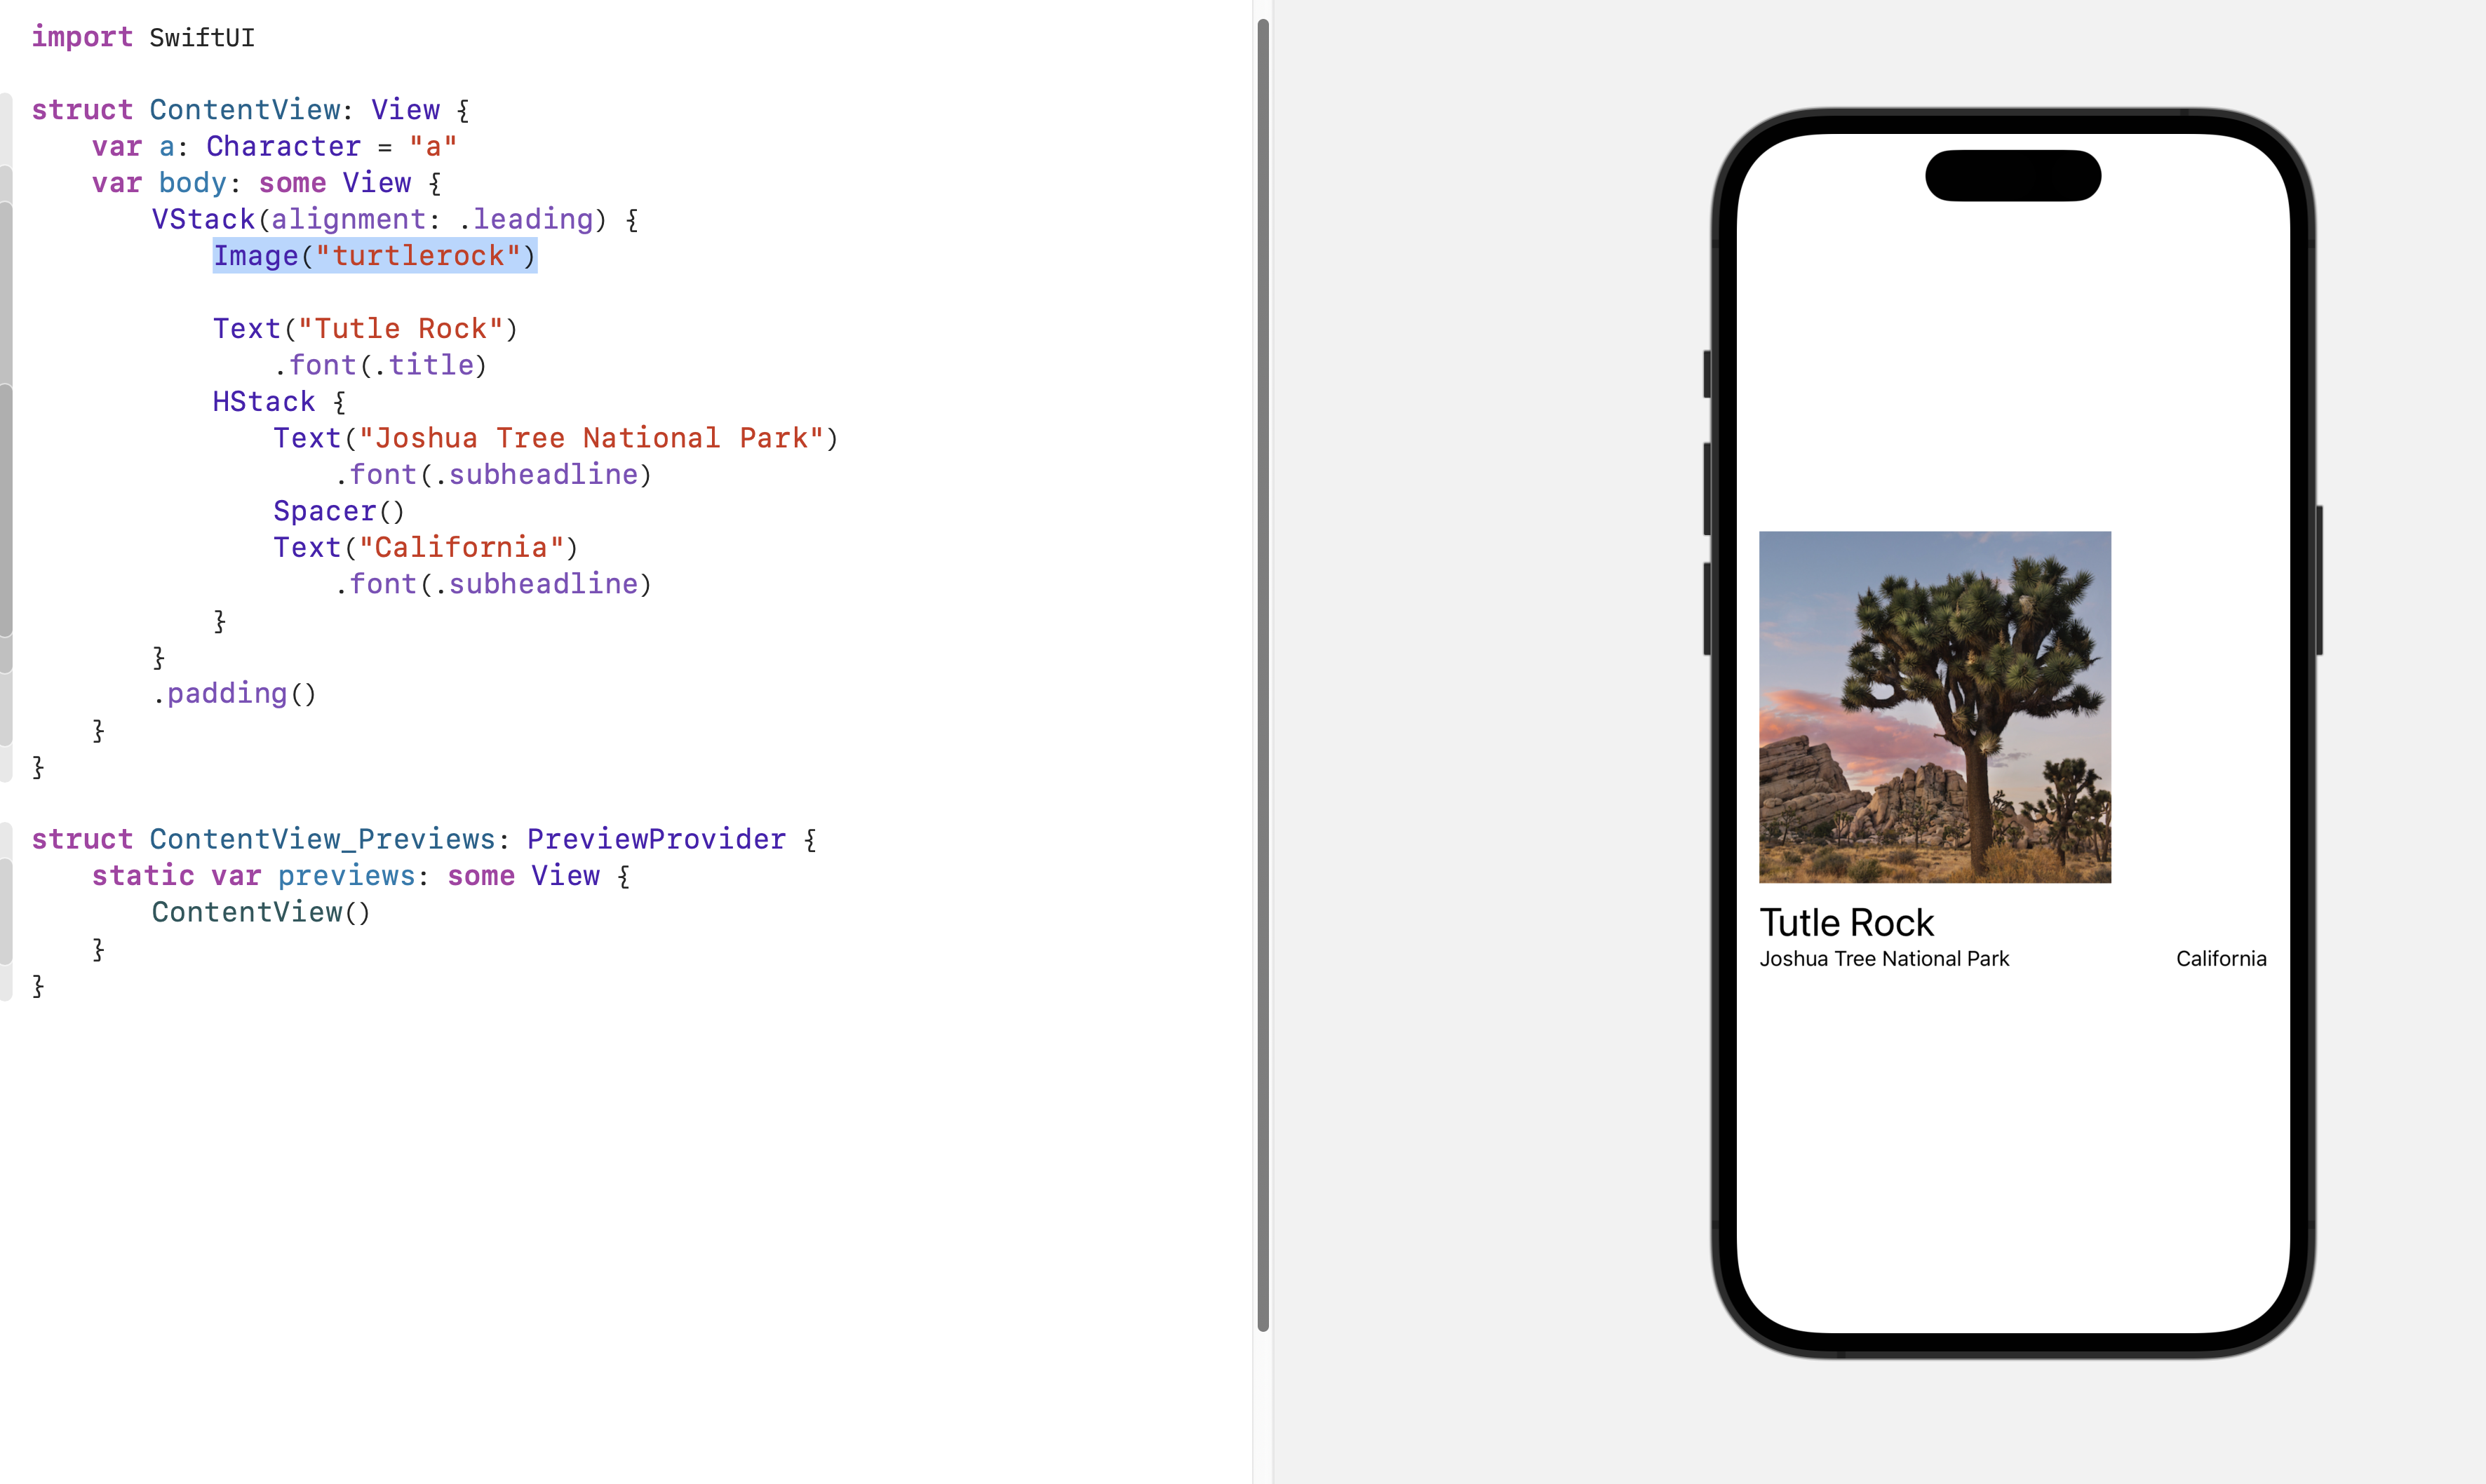 import SwiftUI
struct ContentView: View {
var a: Character = "a"
var body: some View {
VStack(alignment: .leading) {
Image("turtlerock")
Text("Tutle Rock")
.font(.title)
HStack {
Text("Joshua Tree National Park")
.font(.subheadline)
Spacer()
Text("California")
.font(.subheadline)
}
}
.padding()
}
}
struct ContentView_Previews: PreviewProvider {
static var previews: some View {
ContentView()
}
}
Tutle Rock
Joshua Tree National Park California